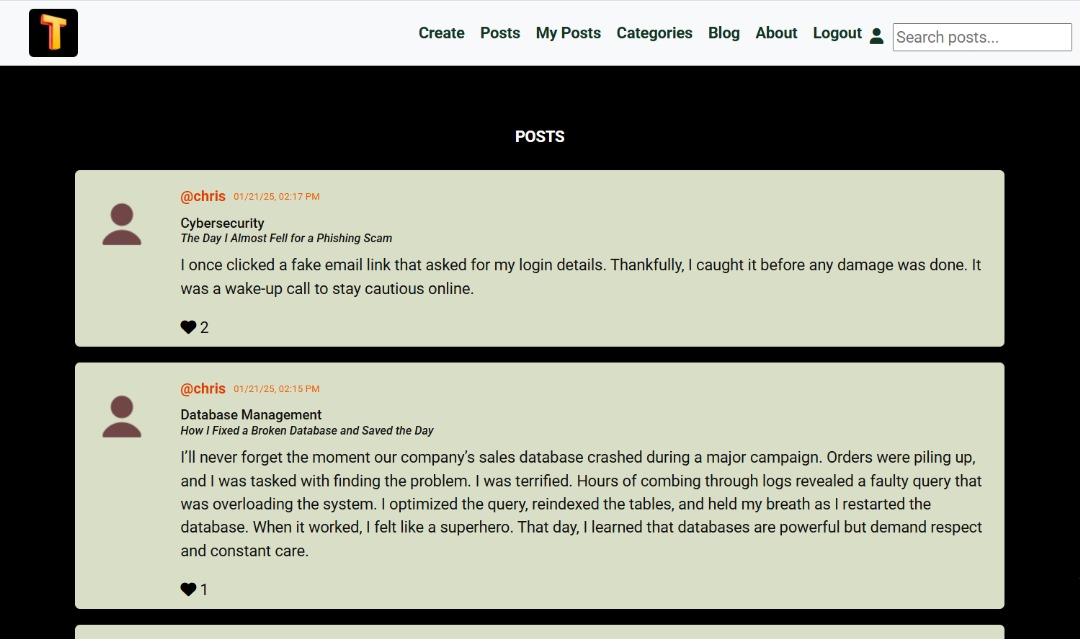 T
Create Posts My Posts Categories Blog About Logout Search posts...
POSTS
@chris 01/21/25, 02:17 PM
Cybersecurity
The Day I Almost Fell for a Phishing Scam
I once clicked a fake email link that asked for my login details. Thankfully, I caught it before any damage was done. It
was a wake-up call to stay cautious online.
2
@chris 01/21/25, 02:15 PM
Database Management
How I Fixed a Broken Database and Saved the Day
I’ll never forget the moment our company’s sales database crashed during a major campaign. Orders were piling up,
and I was tasked with finding the problem. I was terrified. Hours of combing through logs revealed a faulty query that
was overloading the system. I optimized the query, reindexed the tables, and held my breath as I restarted the
database. When it worked, I felt like a superhero. That day, I learned that databases are powerful but demand respect
and constant care.
1